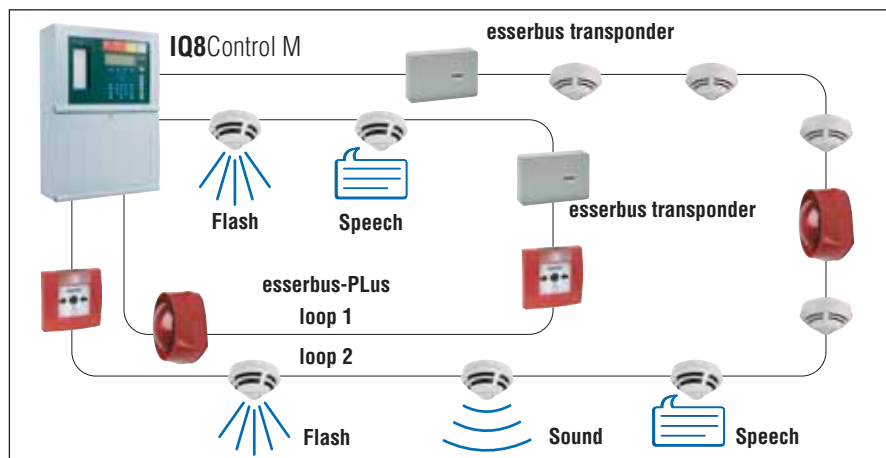 IQ8Control M
esserbus transponder
Flash
Speech
esserbus transponder
esserbus-PLus
loop 1
loop 2
Flash
Sound
Speech